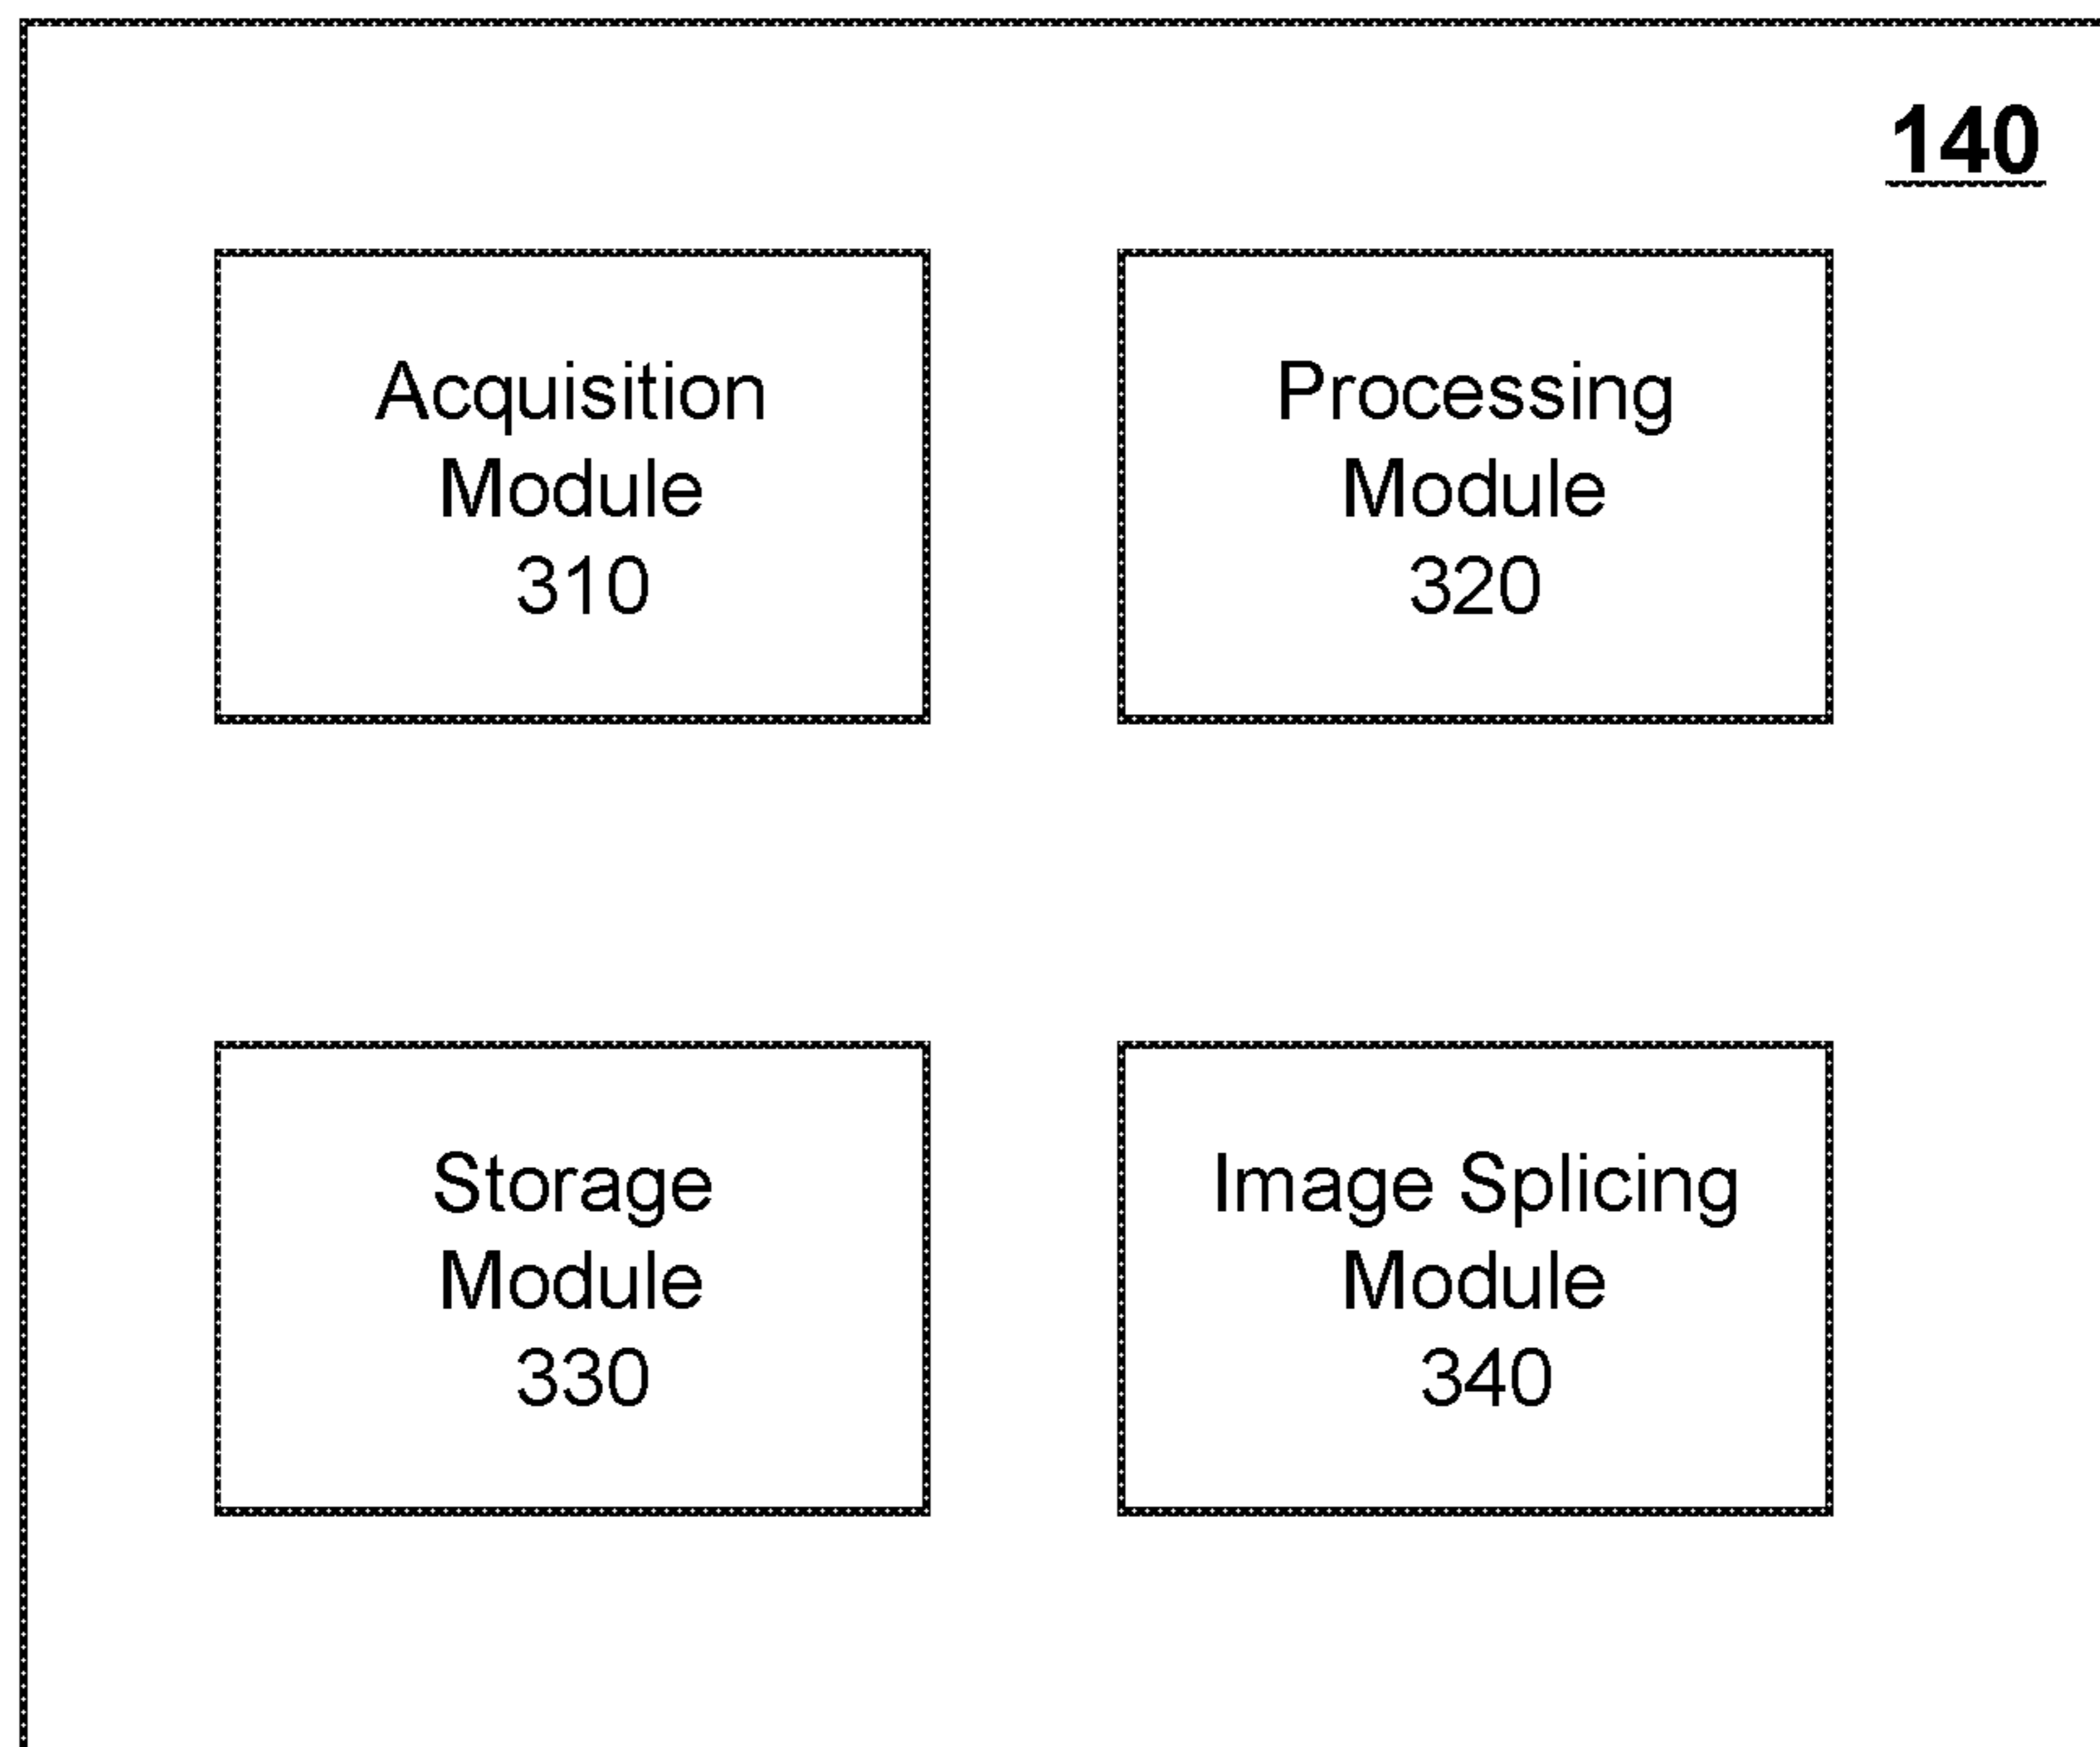 140
Acquisition
Module
310
Processing
Module
320
Storage
Module
330
Image Splicing
Module
340